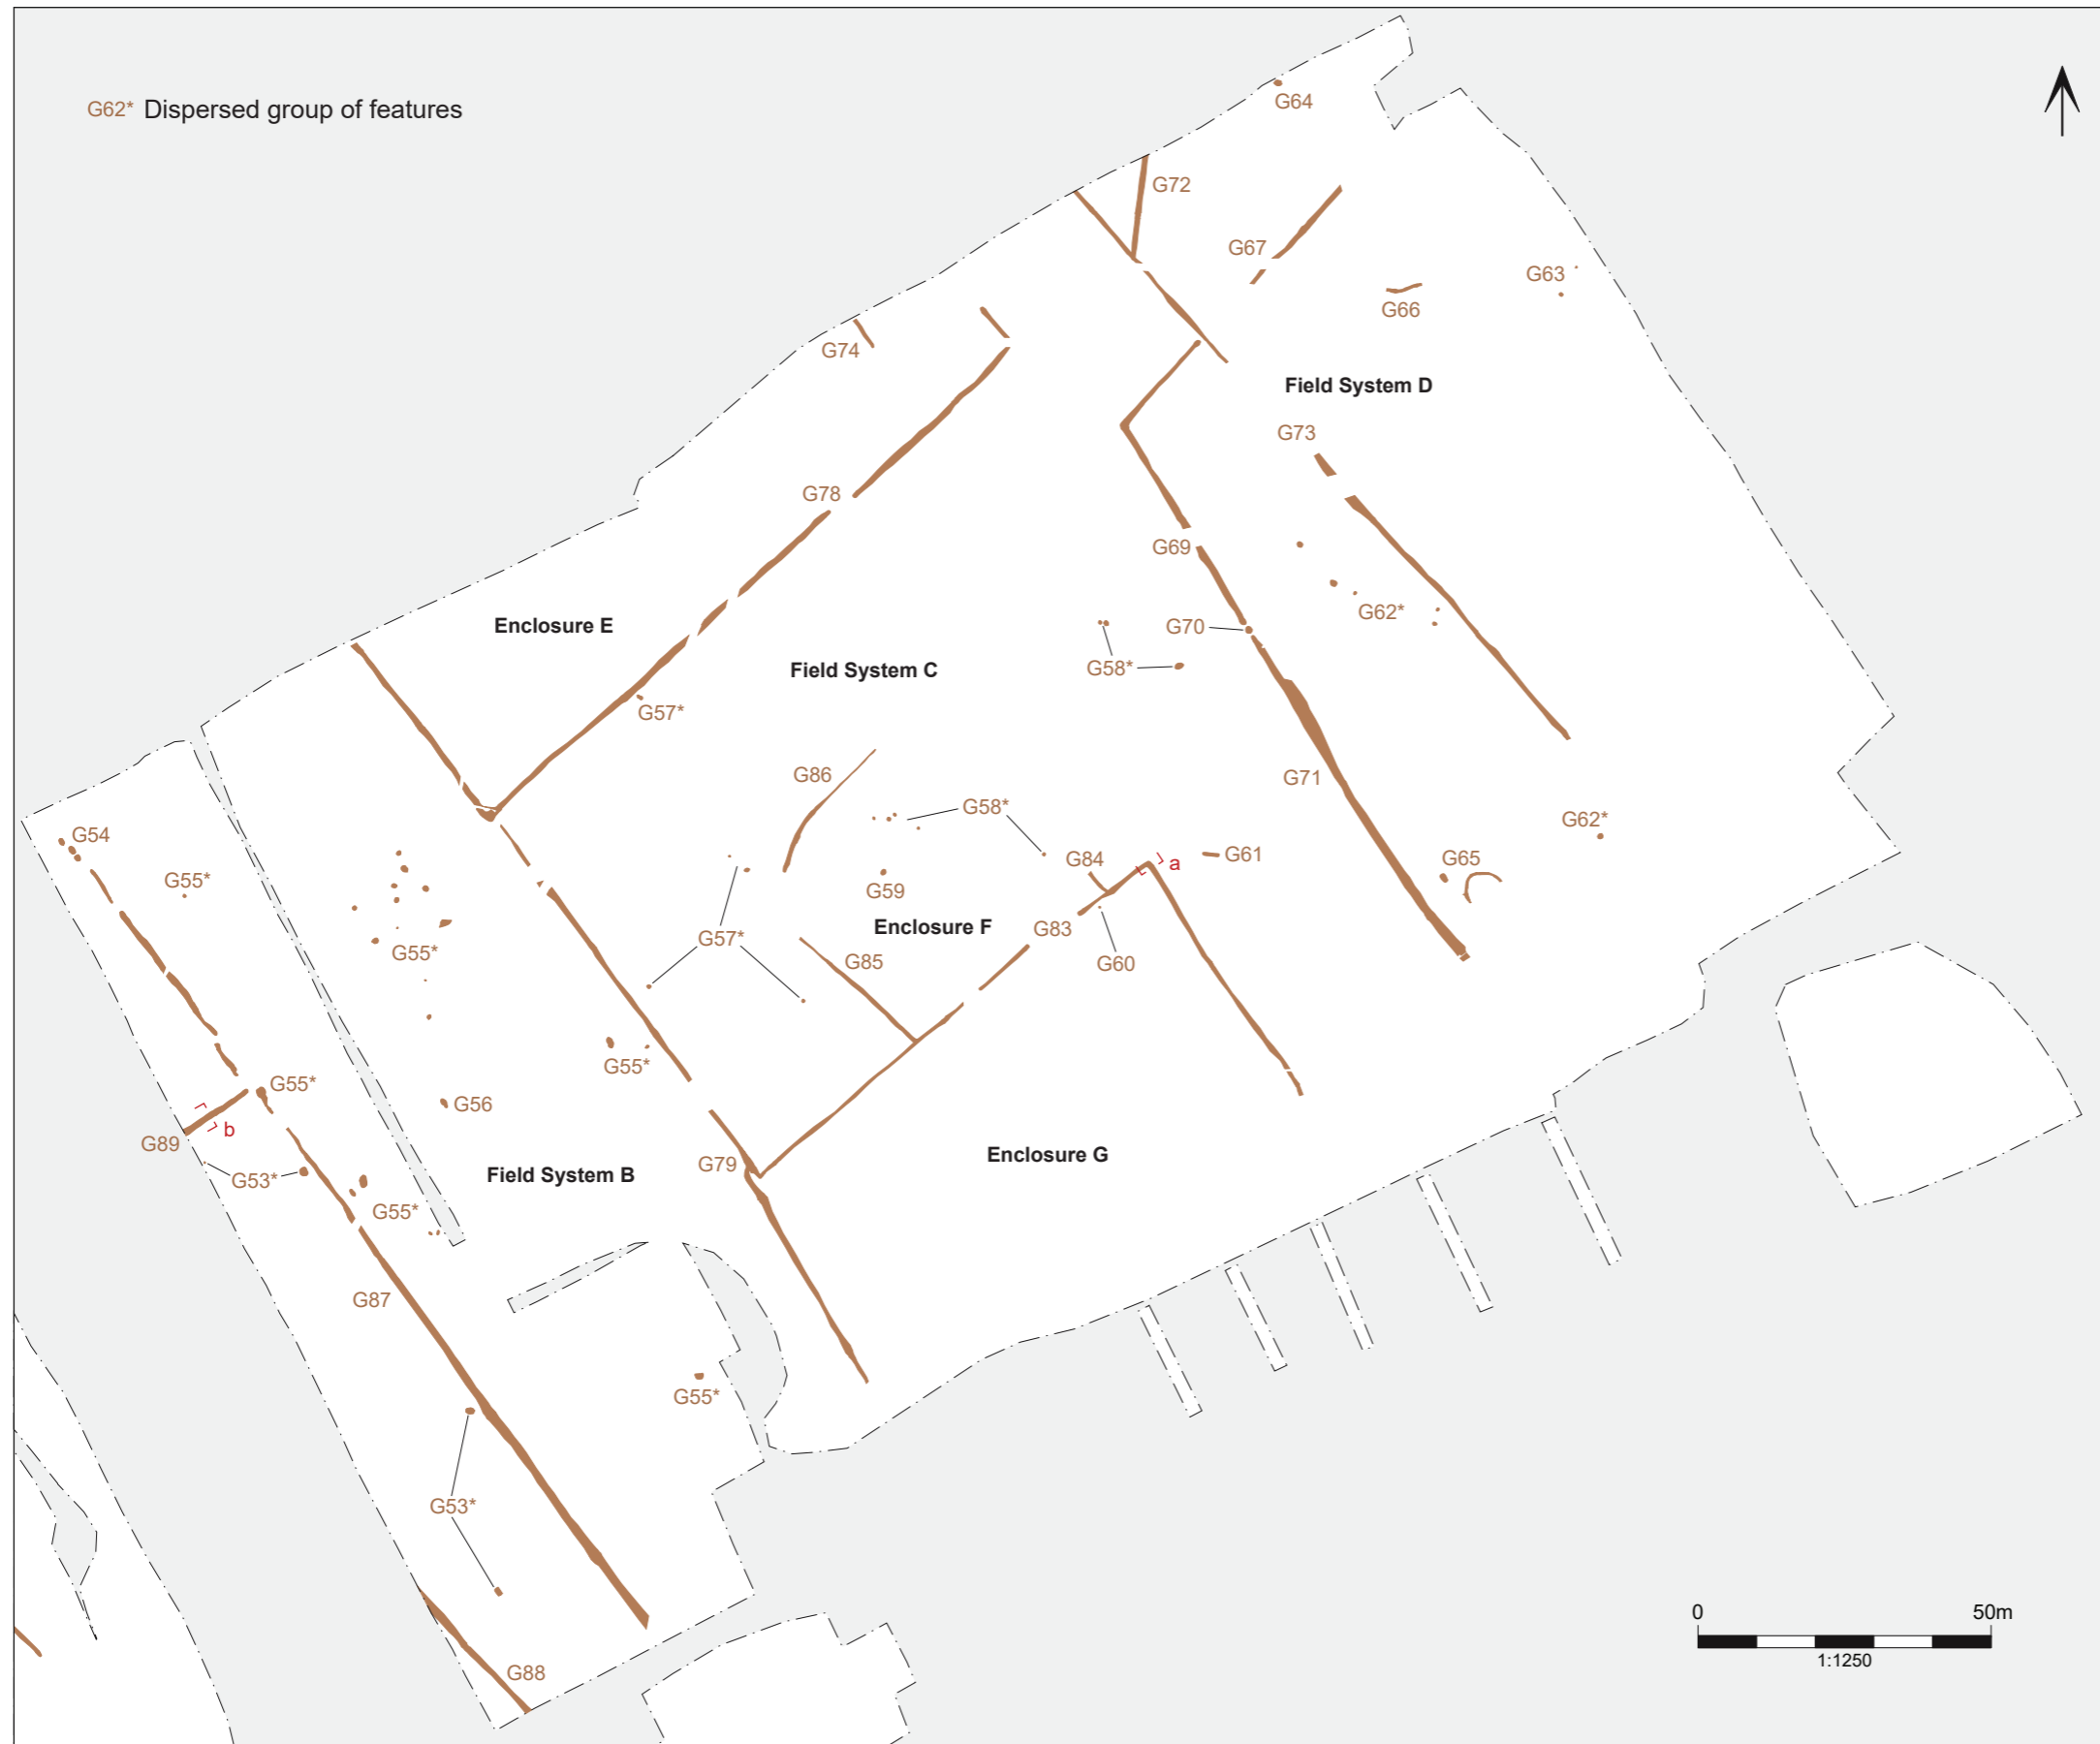 G64
G62* Dispersed group of features
G72
G67
G63
G66
G74
Field System D
G73
G78
G69
G62*
Enclosure E
G70
Field System C
G58*
G57*
G86
G71
G58*
G62*
G54
G84
a
G61
G65
G55*
G59
Enclosure F
G83
G57*
G55*
G85
G60
G55*
G55*
G56
b
G89
Enclosure G
G79
Field System B
G53*
G55*
G87
G55*
G53*
0 50m
1:1250
G88